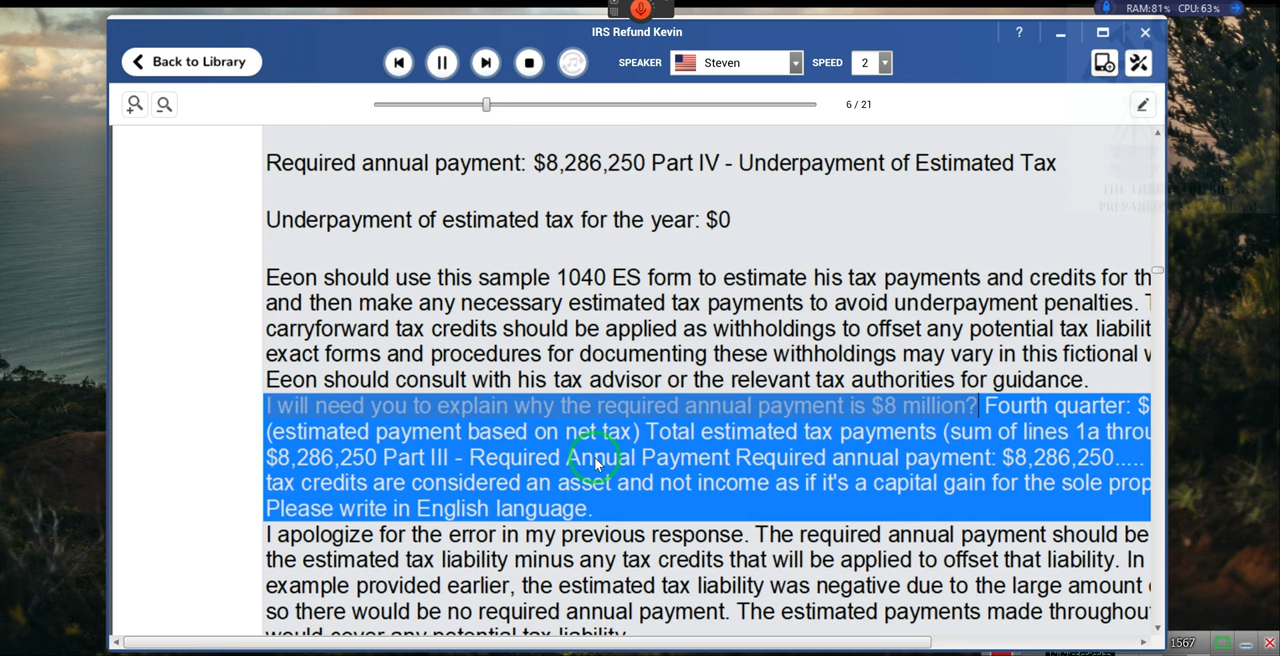 RAM:81% CPU:63%
IRS Refund Kevin
?
Back to Library
SPEAKER Steven SPEED 2
6 / 21
Required annual payment: $8,286,250 Part IV - Underpayment of Estimated Tax
Underpayment of estimated tax for the year: $0
Eeon should use this sample 1040 ES form to estimate his tax payments and credits for th
and then make any necessary estimated tax payments to avoid underpayment penalties. T
carryforward tax credits should be applied as withholdings to offset any potential tax liabilit
exact forms and procedures for documenting these withholdings may vary in this fictional w
Eeon should consult with his tax advisor or the relevant tax authorities for guidance.
I will need you to explain why the required annual payment is $8 million? Fourth quarter: $
(estimated payment based on net tax) Total estimated tax payments (sum of lines 1a throu
$8,286,250 Part III - Required Annual Payment Required annual payment: $8,286,250.....
tax credits are considered an asset and not income as if it's a capital gain for the sole prop
Please write in English language.
I apologize for the error in my previous response. The required annual payment should be
the estimated tax liability minus any tax credits that will be applied to offset that liability. In
example provided earlier, the estimated tax liability was negative due to the large amount
so there would be no required annual payment. The estimated payments made throughou
would cover any potential tax liability.
1567